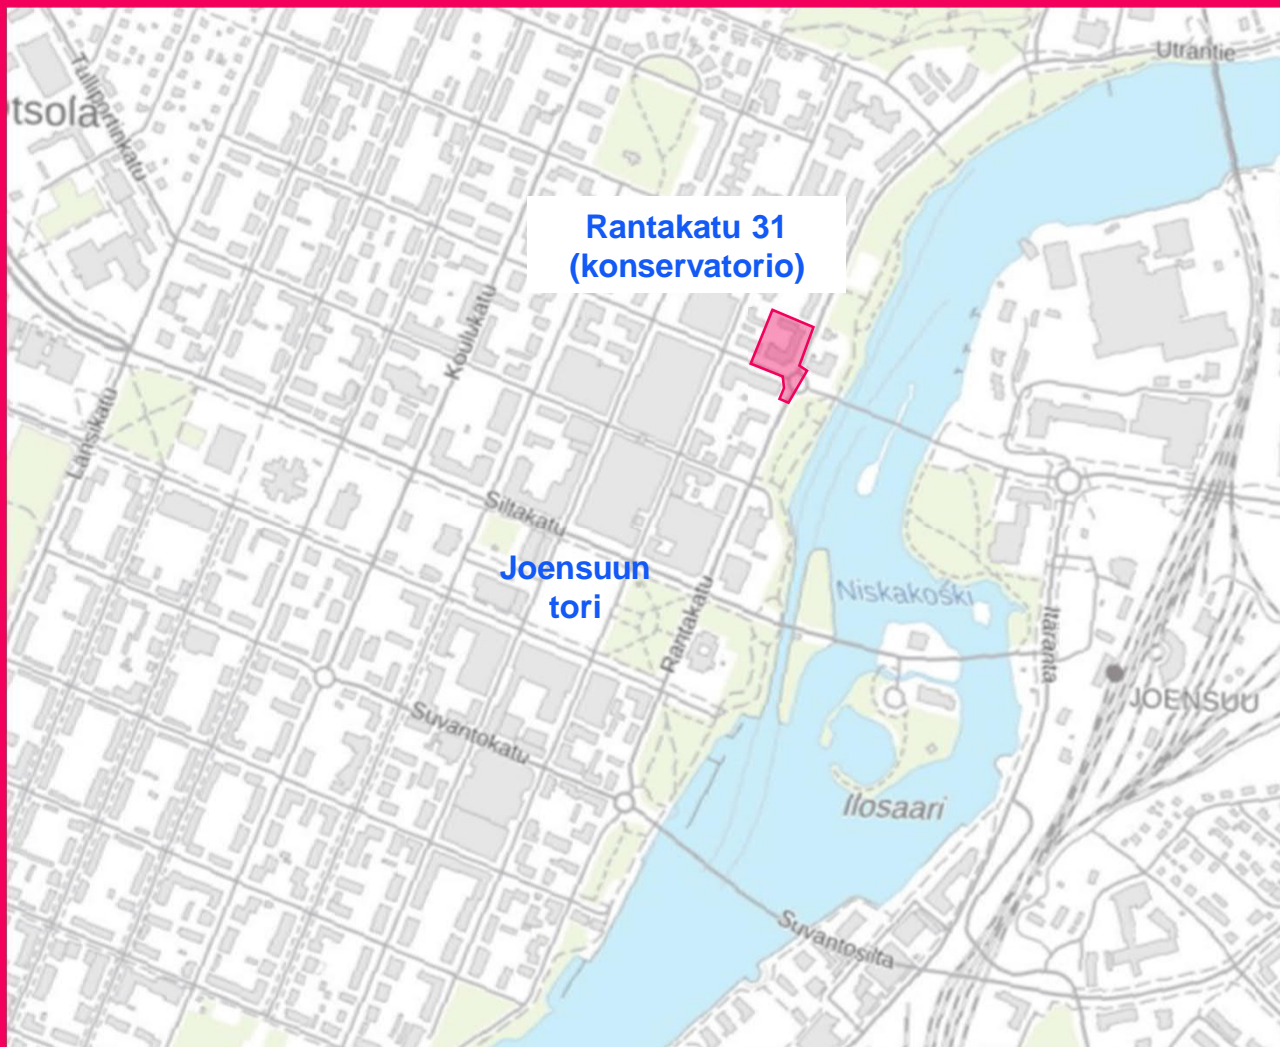 Utrantie
Tulliportinkatu
tsola
Rantakatu 31
(konservatorio)
Koulukatu
Länsikatu
Siltakatu
Joensuun
tori
Niskakoski
Rantakatu
Itäranta
JOENSUU
Suvantokatu
Ilosaari
Suvantosilta